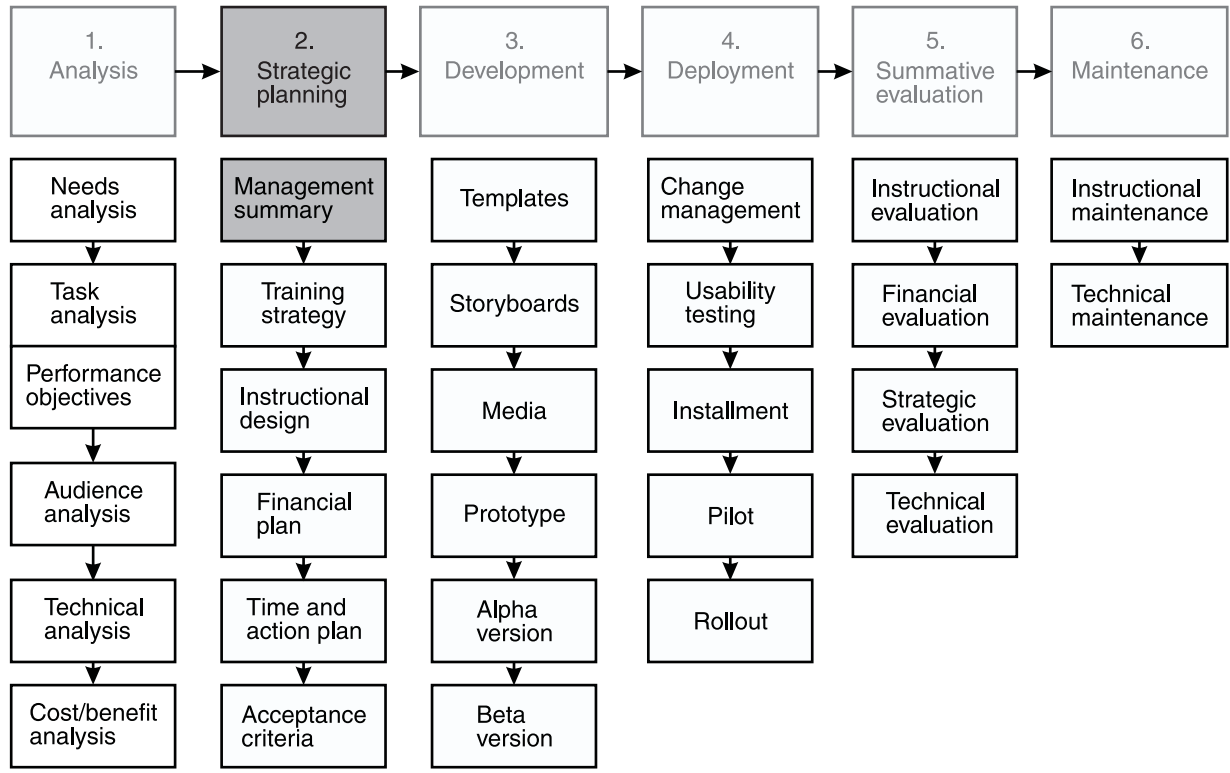 1.
Analysis
2.
Strategic
planning
3.
Development
4.
Deployment
5.
Summative
evaluation
6.
Maintenance
Needs
analysis
Task
analysis
Performance
objectives
Audience
analysis
Technical
analysis
Cost/benefit
analysis
Management
summary
Training
strategy
Instructional
design
Financial
plan
Time and
action plan
Acceptance
criteria
Templates
Storyboards
Media
Prototype
Alpha
version
Beta
version
Change
management
Usability
testing
Installment
Pilot
Rollout
Instructional
evaluation
Financial
evaluation
Strategic
evaluation
Technical
evaluation
Instructional
maintenance
Technical
maintenance